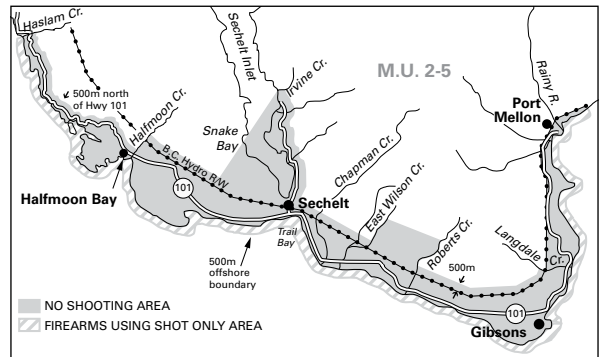 Haslam Cr.
500m north
of Hwy 101
Halfmoon Cr.
Sechelt Inlet
Irvine Cr.
M.U. 2-5
Rainy R.
Port
Mellon
Snake
Bay
B.C. Hydro R/W
Chapman Cr.
Halfmoon Bay
101
Sechelt
East Wilson Cr.
Trail
Bay
Roberts Cr.
Langdale
Cr.
500m
offshore
boundary
500m
101
Gibsons
NO SHOOTING AREA
FIREARMS USING SHOT ONLY AREA